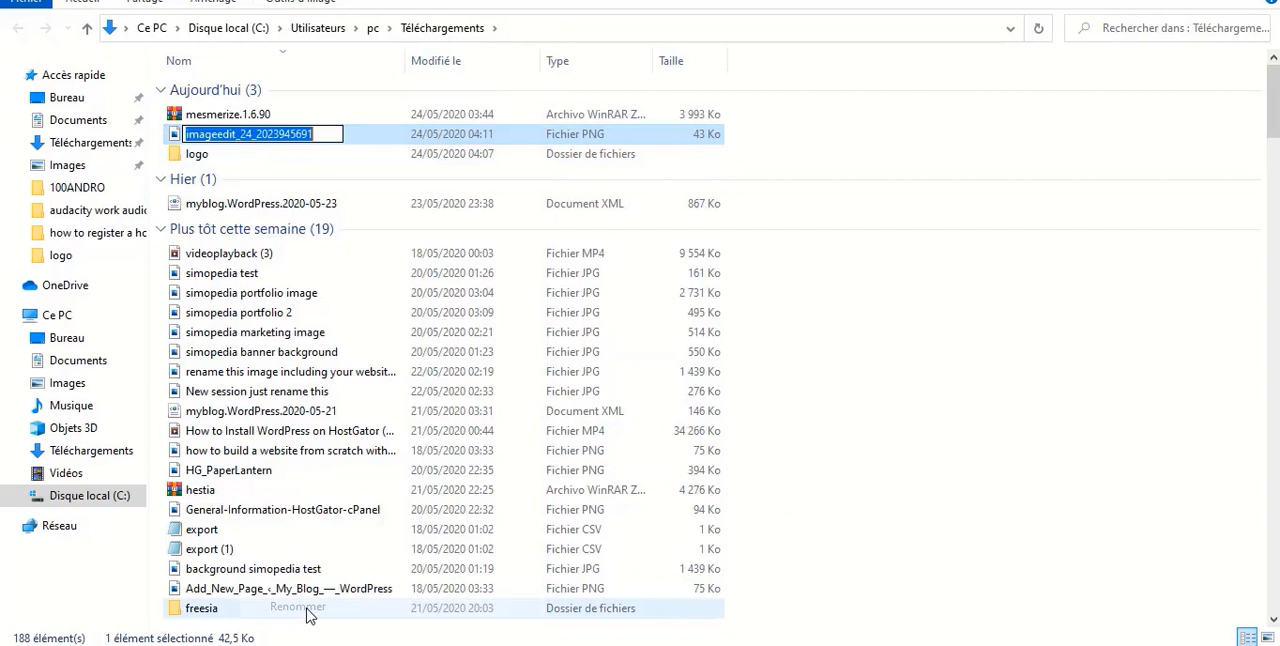 Fichier Accueil Partage Affichage Outils d'image
Ce PC > Disque local (C:) > Utilisateurs > pc > Téléchargements >
Rechercher dans : Téléchargeme...
Nom Modifié le Type Taille
Accès rapide
Bureau
Documents
Téléchargements
Images
100ANDRO
audacity work audio
how to register a ho
logo
OneDrive
Ce PC
Bureau
Documents
Images
Musique
Objets 3D
Téléchargements
Vidéos
Disque local (C:)
Réseau
Aujourd'hui (3)
mesmerize.1.6.90 24/05/2020 03:44 Archivo WinRAR Z... 3 993 Ko
imageedit_24_2023945691 24/05/2020 04:11 Fichier PNG 43 Ko
logo 24/05/2020 04:07 Dossier de fichiers
Hier (1)
myblog.WordPress.2020-05-23 23/05/2020 23:38 Document XML 867 Ko
Plus tôt cette semaine (19)
videoplayback (3) 18/05/2020 00:03 Fichier MP4 9 554 Ko
simopedia test 20/05/2020 01:26 Fichier JPG 161 Ko
simopedia portfolio image 20/05/2020 03:04 Fichier JPG 2 731 Ko
simopedia portfolio 2 20/05/2020 03:09 Fichier JPG 495 Ko
simopedia marketing image 20/05/2020 02:21 Fichier JPG 514 Ko
simopedia banner background 20/05/2020 01:23 Fichier JPG 550 Ko
rename this image including your websit... 22/05/2020 02:19 Fichier JPG 1 439 Ko
New session just rename this 22/05/2020 02:33 Fichier JPG 276 Ko
myblog.WordPress.2020-05-21 21/05/2020 03:31 Document XML 146 Ko
How to Install WordPress on HostGator (... 21/05/2020 00:44 Fichier MP4 34 266 Ko
how to build a website from scratch with... 18/05/2020 03:33 Fichier PNG 75 Ko
HG_PaperLantern 20/05/2020 22:35 Fichier PNG 394 Ko
hestia 21/05/2020 22:25 Archivo WinRAR Z... 4 276 Ko
General-Information-HostGator-cPanel 20/05/2020 22:32 Fichier PNG 94 Ko
export 18/05/2020 01:02 Fichier CSV 1 Ko
export (1) 18/05/2020 01:02 Fichier CSV 1 Ko
background simopedia test 20/05/2020 01:19 Fichier JPG 1 439 Ko
Add_New_Page_‹_My_Blog_—_WordPress 18/05/2020 03:33 Fichier PNG 75 Ko
freesia Renommer 21/05/2020 20:03 Dossier de fichiers
188 élément(s) 1 élément sélectionné 42,5 Ko